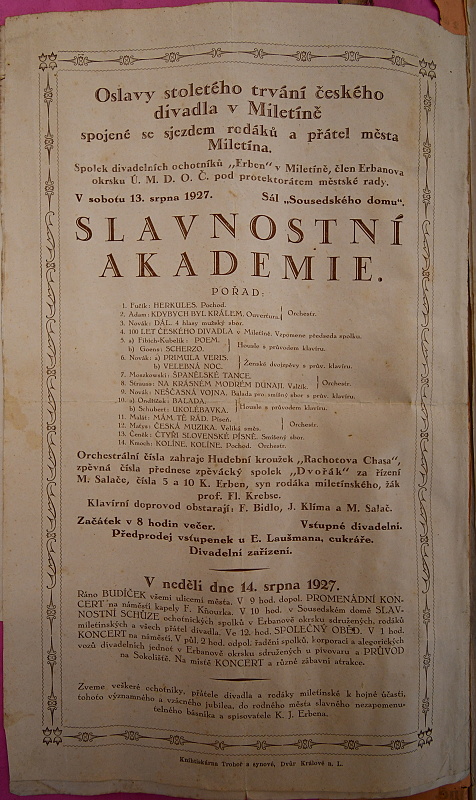 Oslavy stoletého trvání českého
divadla v Miletíně
spojené se sjezdem rodáků a přátel města
Miletína.
Spolek divadelních ochotníků „Erben" v Miletíně, člen Erbanova
okrsku Ú. M. D. O. Č. pod protektorátem městské rady.
V sobotu 13. srpna 1927. Sál „Sousedského domu".
SLAVNOSTNÍ
AKADEMIE.
POŘAD:
1. Fučík: HERKULES. Pochod.
2. Adam: KDYBYCH BYL KRÁLEM. Ouvertura. Orchestr.
3. Novák: DÁL. 4 hlasý mužský sbor.
4. 100 LET ČESKÉHO DIVADLA v Miletíně. Vzpomene předseda spolku.
5. a) Fibich-Kubelík: POEM.
b) Goens: SCHERZO. Housle s průvodem klavíru.
6. Novák: a) PRIMULA VERIS.
b) VELEBNÁ NOC. Ženské dvojzpěvy s prův. klavíru.
7. Moszkowski: ŠPANĚLSKÉ TANCE.
8. Strauss: NA KRÁSNÉM MODRÉM DUNAJI. Valčík. Orchestr.
9. Novák: NEŠŤASNÁ VOJNA. Balada pro smíšný sbor s prův. klavíru.
10. a) Ondříček: BALADA.
b) Schubert: UKOLÉBAVKA. Housle s průvodem klavíru.
11. Malát: MÁM TĚ RÁD. Píseň.
12. Matys: ČESKÁ MUZIKA. Veliká směs. Orchestr.
13. Čeněk: ČTYŘI SLOVENSKÉ PÍSNĚ. Smíšený sbor.
14. Kmoch: KOLÍNE, KOLÍNE. Pochod. Orchestr.
Orchestrální čísla zahraje Hudební kroužek „Rachotova Chasa",
zpěvná čísla přednese zpěvácký spolek „Dvořák" za řízení
M. Salače, čísla 5 a 10 K. Erben, syn rodáka miletínského, žák
prof. Fl. Krebse.
Klavírní doprovod obstarají: F. Bidlo, J. Klíma a M. Salač.
Začátek v 8 hodin večer. Vstupné divadelní.
Předprodej vstupenek u E. Laušmana, cukráře.
Divadelní zařízení.
V neděli dne 14. srpna 1927.
Ráno BUDÍČEK všemi ulicemi města. V 9 hod. dopol. PROMENÁDNÍ KON-
CERT na náměstí kapely F. Kňourka. V 10 hod. v Sousedském domě SLAV-
NOSTNÍ SCHŮZE ochotnických spolků v Erbanově okrsku sdružených, rodáků
miletínských a všech přátel divadla. Ve 12 hod. SPOLEČNÝ OBĚD. V 1 hod.
KONCERT na náměstí. V půl. 2 hod. odpol. řadění spolků, korporací a alegorických
vozů divadelních jednot v Erbanově okrsku sdružených u pivovaru a PRŮVOD
na Sokoliště. Na místě KONCERT a různé zábavní atrakce.
Zveme veškeré ochotníky, přátele divadla a rodáky miletínské k hojné účasti,
tohoto významného a vzácného jubilea, do rodného města slavného nezapomenu-
telného básníka a spisovatele K. J. Erbena.
Knihtiskárna Trohoř a synové, Dvůr Králové n. L.